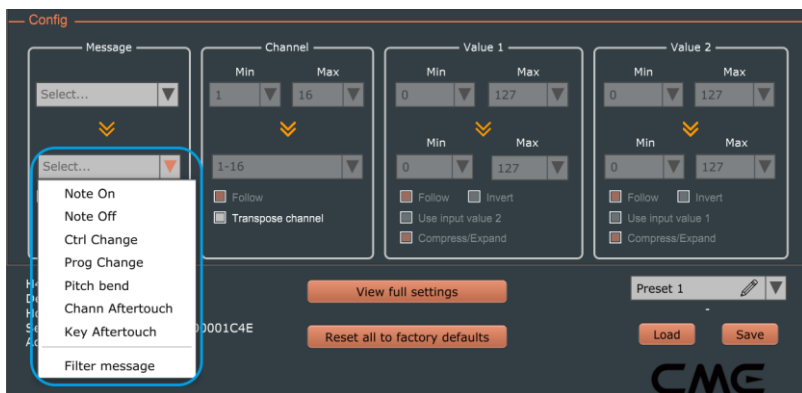 Config
Message
Channel
Value 1
Value 2
Min Max
Min Max
Min Max
Select...
1 16
0 127
0 127
Min Max
Min Max
Select...
1-16
0 127
0 127
Follow
Follow Invert
Follow Invert
Transpose channel
Use input value 2
Use input value 1
Compress/Expand
Compress/Expand
Note On
Note Off
Ctrl Change
Prog Change
Pitch bend
Chann Aftertouch
Key Aftertouch
Filter message
00001C4E
View full settings
Reset all to factory defaults
Preset 1
-
Load Save
CME